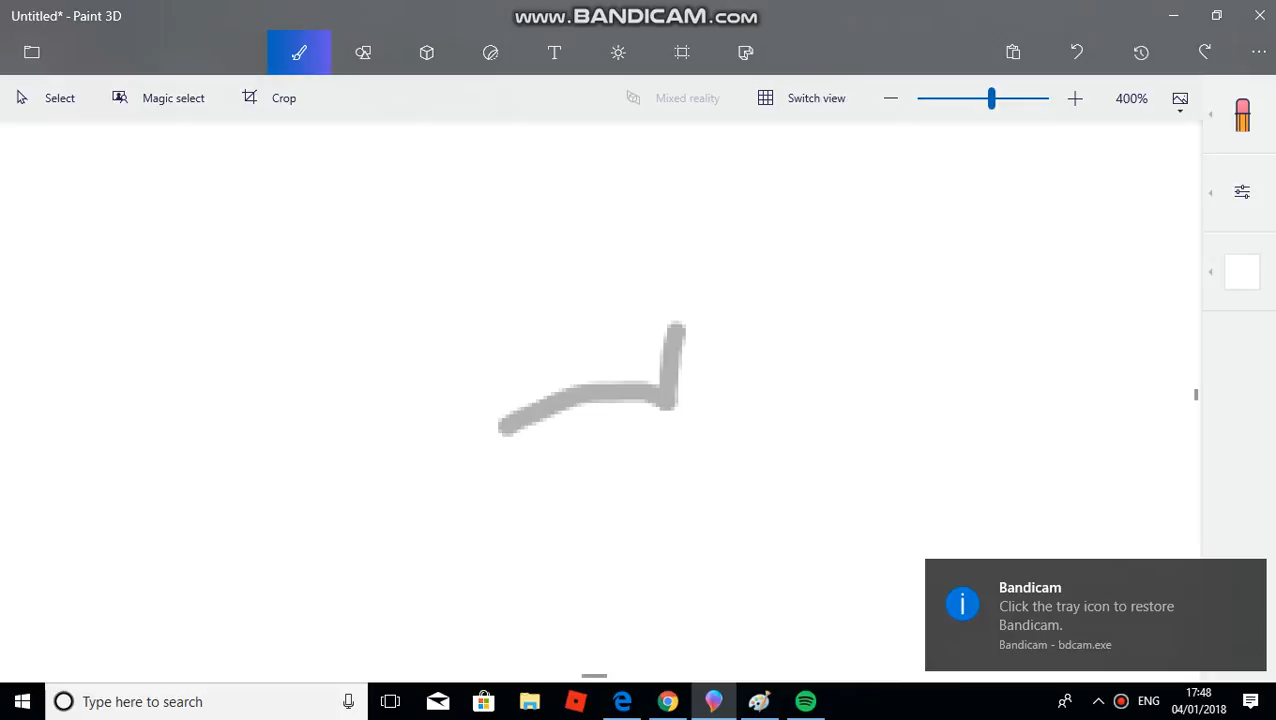 Untitled* - Paint 3D
www.BANDICAM.com
Select
Magic select
Crop
Mixed reality
Switch view
400%
Bandicam
Click the tray icon to restore
Bandicam.
Bandicam - bdcam.exe
Type here to search
ENG
17:48
04/01/2018